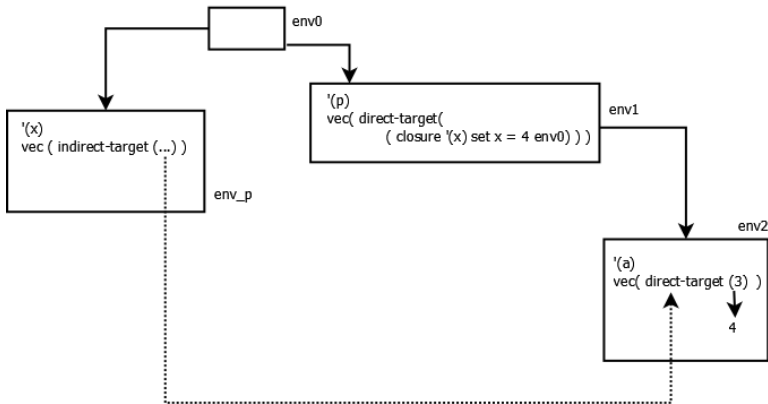 env0
'(x)
vec ( indirect-target (...) )
env_p
'(p)
vec( direct-target(
( closure '(x) set x = 4 env0) ) )
env1
env2
'(a)
vec( direct-target (3) )
4